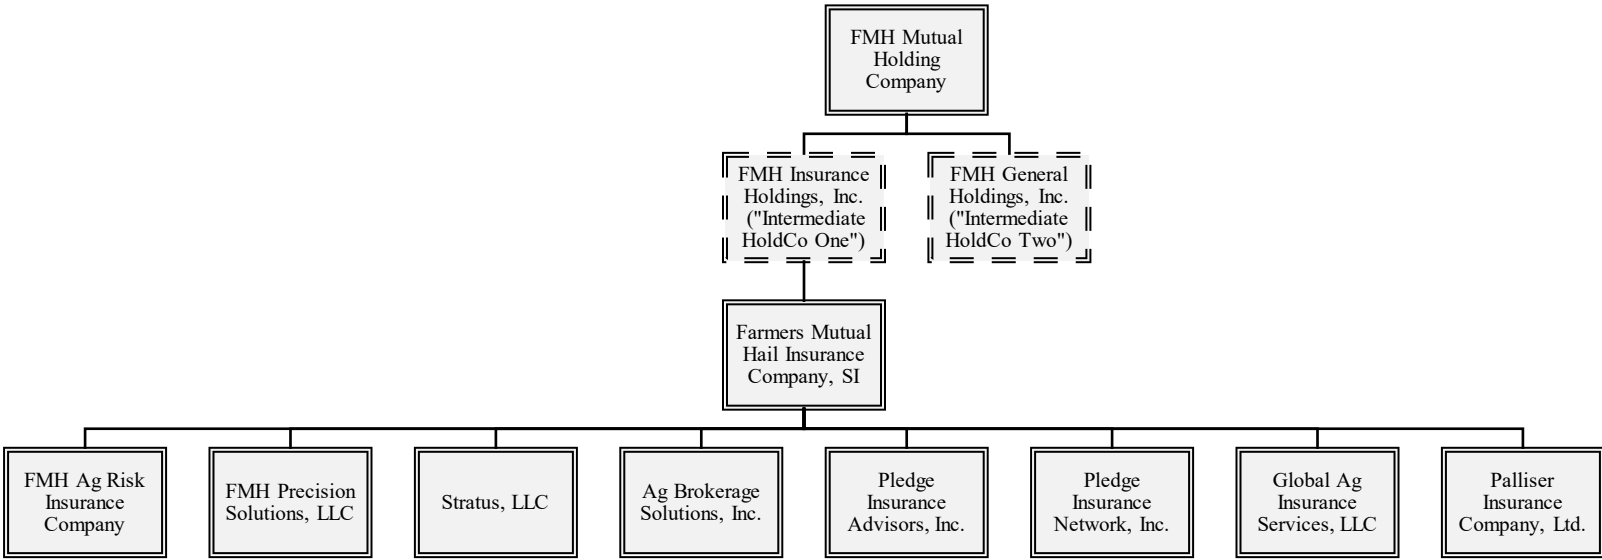 FMH Mutual
Holding
Company
FMH Insurance
Holdings, Inc.
("Intermediate
HoldCo One")
FMH General
Holdings, Inc.
("Intermediate
HoldCo Two")
Farmers Mutual
Hail Insurance
Company, SI
FMH Ag Risk
Insurance
Company
FMH Precision
Solutions, LLC
Stratus, LLC
Ag Brokerage
Solutions, Inc.
Pledge
Insurance
Advisors, Inc.
Pledge
Insurance
Network, Inc.
Global Ag
Insurance
Services, LLC
Palliser
Insurance
Company, Ltd.